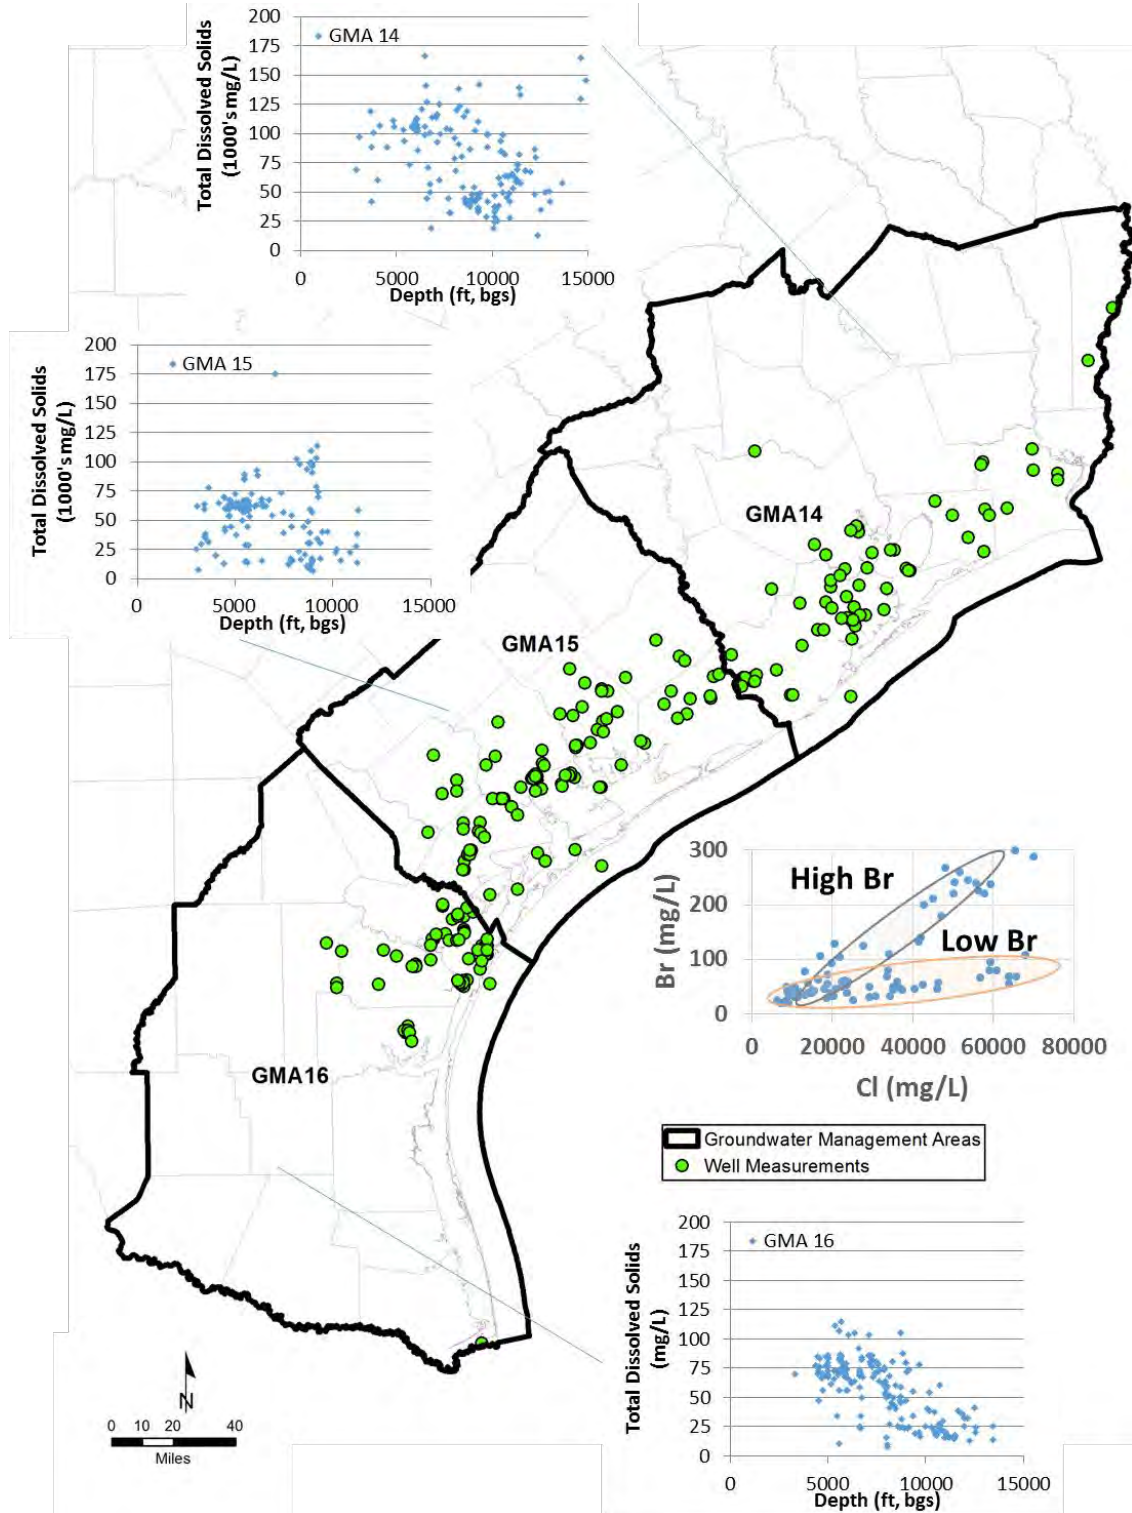 200
175
150
125
100
75
50
25
0
GMA 14
Total Dissolved Solids
(1000's mg/L)
0
5000
10000
15000
Depth (ft, bgs)
200
175
150
125
100
75
50
25
0
GMA 15
Total Dissolved Solids
(1000's mg/L)
0
5000
10000
15000
Depth (ft, bgs)
GMA14
GMA15
GMA16
300
200
100
0
High Br
Low Br
Br (mg/L)
0
20000
40000
60000
80000
Cl (mg/L)
Groundwater Management Areas
Well Measurements
200
175
150
125
100
75
50
25
0
GMA 16
Total Dissolved Solids
(mg/L)
0
5000
10000
15000
Depth (ft, bgs)
N
0 10 20 40
Miles